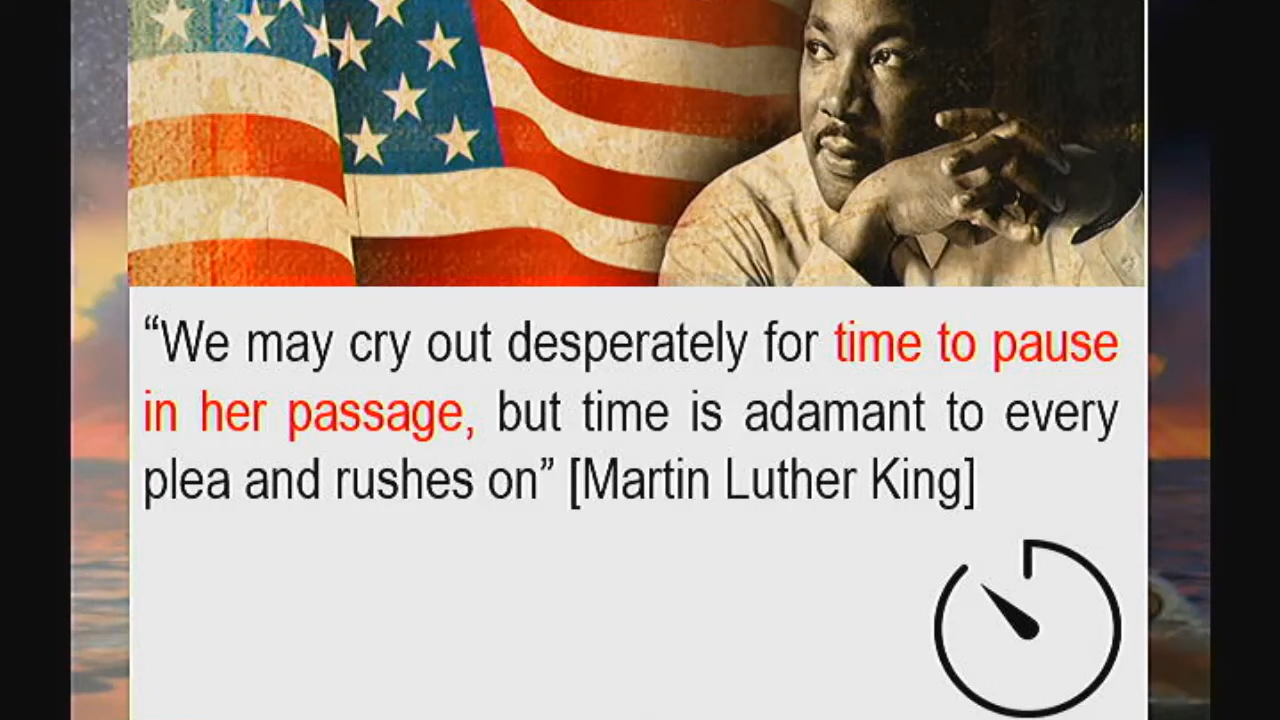 “We may cry out desperately for time to pause
in her passage, but time is adamant to every
plea and rushes on” [Martin Luther King]